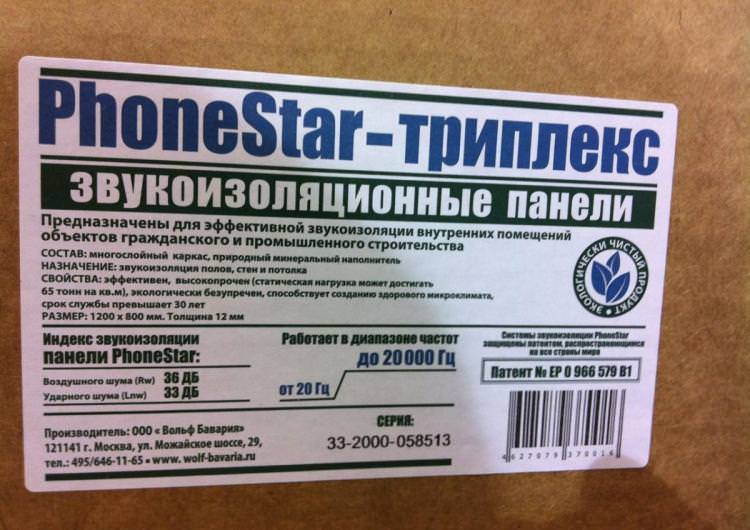 PhoneStar-триплекс
ЗВУКОИЗОЛЯЦИОННЫЕ ПАНЕЛИ
Предназначены для эффективной звукоизоляции внутренних помещений
объектов гражданского и промышленного строительства
СОСТАВ: многослойный каркас, природный минеральный наполнитель
НАЗНАЧЕНИЕ: звукоизоляция полов, стен и потолка
СВОЙСТВА: эффективен, высокопрочен (статическая нагрузка может достигать
65 тонн на кв.м), экологически безупречен, способствует созданию здорового микроклимата,
срок службы превышает 30 лет
РАЗМЕР: 1200 х 800 мм. Толщина 12 мм
ЭКОЛОГИЧЕСКИ ЧИСТЫЙ ПРОДУКТ
Индекс звукоизоляции
панели PhoneStar:
Воздушного шума (Rw) 36 ДБ
Ударного шума (Lnw) 33 ДБ
Работает в диапазоне частот
до 20 000 Гц
от 20 Гц
Системы звукоизоляции PhoneStar
защищены патентом, распространяющимся
на все страны мира
Патент № EP 0 966 579 B1
Производитель: ООО « Вольф Бавария»
121141 г. Москва, ул. Можайское шоссе, 29,
тел.: 495/646-11-65 • www. wolf-bavaria.ru
СЕРИЯ:
33-2000-058513
4 627079 370016